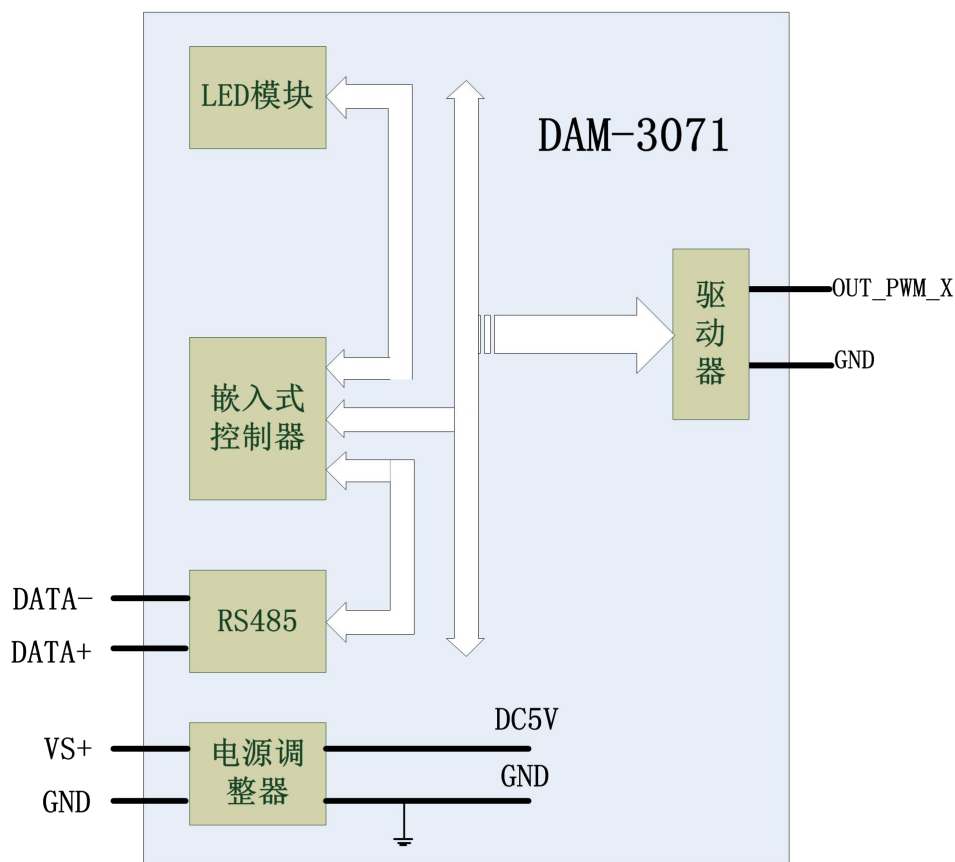 LED模块
DAM-3071
驱动器
OUT_PWM_X
GND
嵌入式
控制器
DATA-
DATA+
RS485
VS+
GND
电源调
整器
DC5V
GND